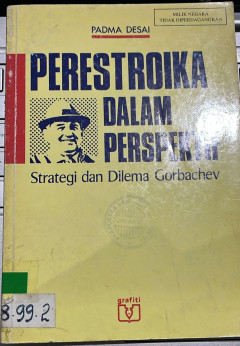 PADMA DESAI
MILIK NEGARA
TIDAK DIPERDAGANGKAN
PERESTROIKA
DALAM
PERSPEKTIF
Strategi dan Dilema Gorbachev
grafiti
8.99.2